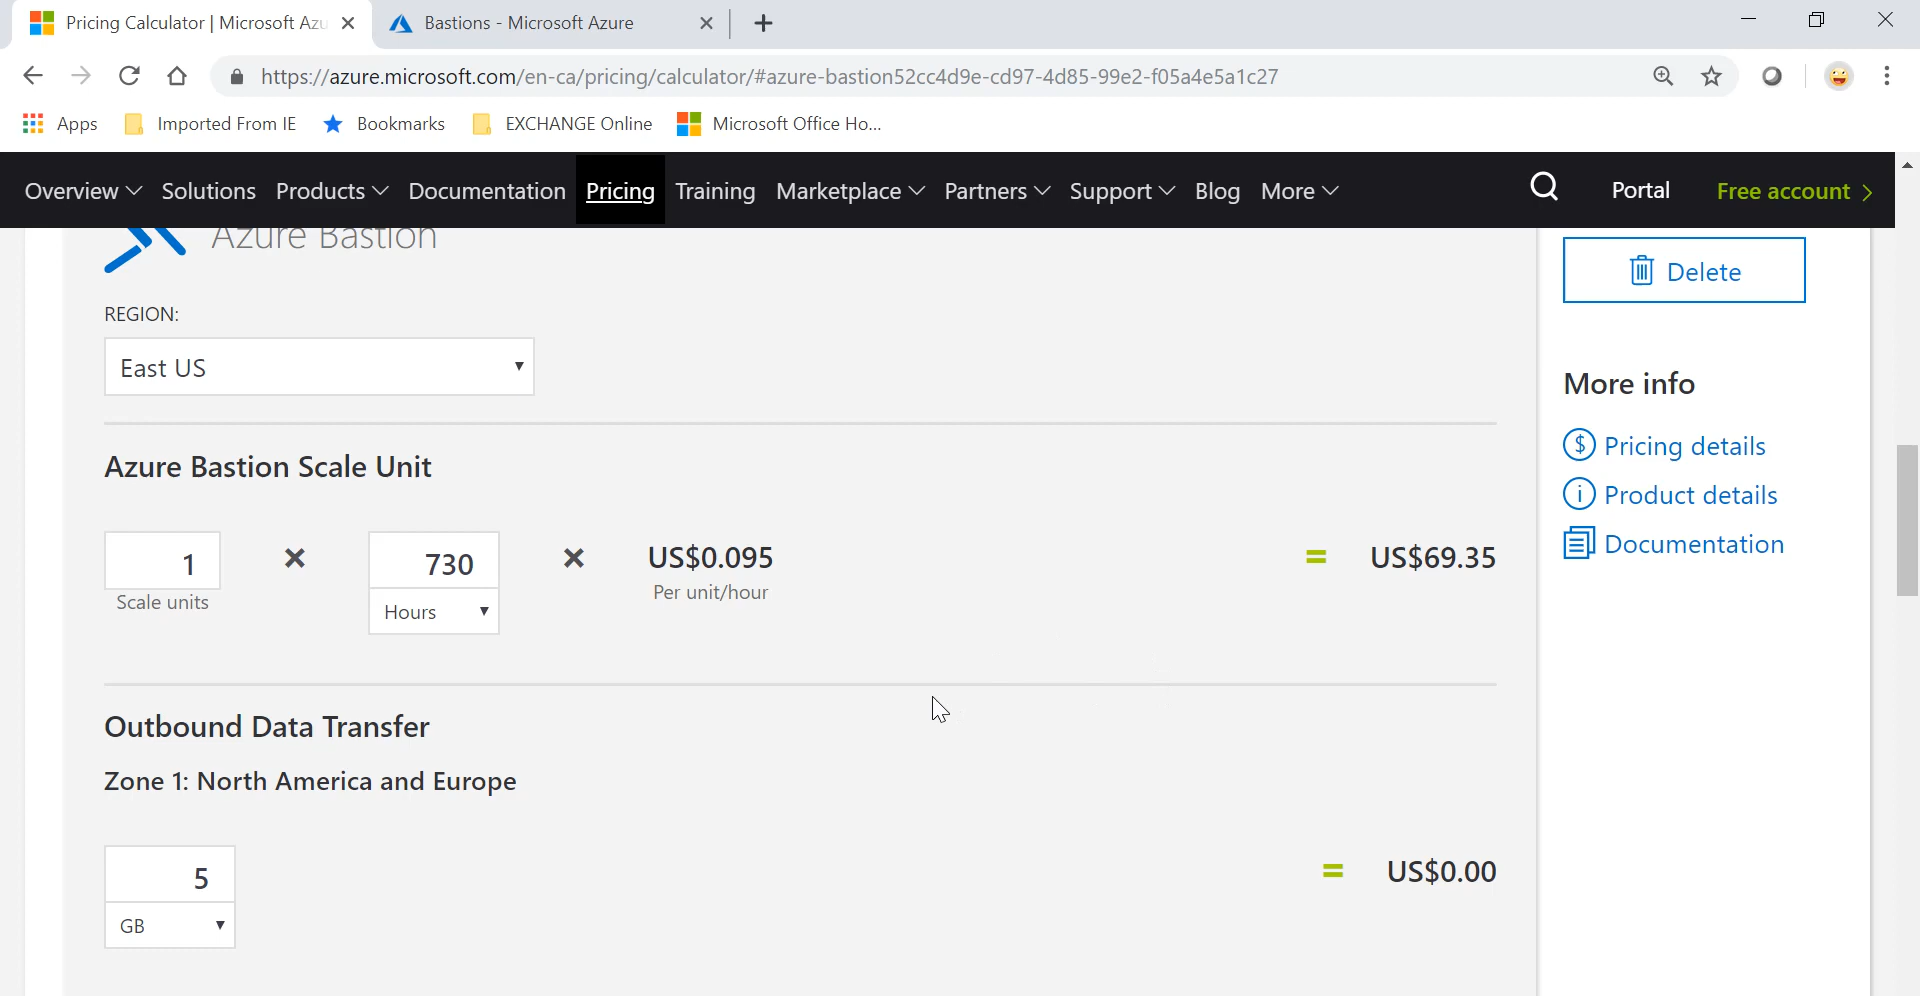 Pricing Calculator | Microsoft Azu
Bastions - Microsoft Azure
https://azure.microsoft.com/en-ca/pricing/calculator/#azure-bastion52cc4d9e-cd97-4d85-99e2-f05a4e5a1c27
Apps Imported From IE Bookmarks EXCHANGE Online Microsoft Office Ho...
Overview Solutions Products Documentation Pricing Training Marketplace Partners Support Blog More Portal Free account
Azure Bastion
Delete
REGION:
East US
More info
Pricing details
Product details
Documentation
Azure Bastion Scale Unit
1 × 730 × US$0.095 = US$69.35
Scale units Hours Per unit/hour
Outbound Data Transfer
Zone 1: North America and Europe
5 = US$0.00
GB